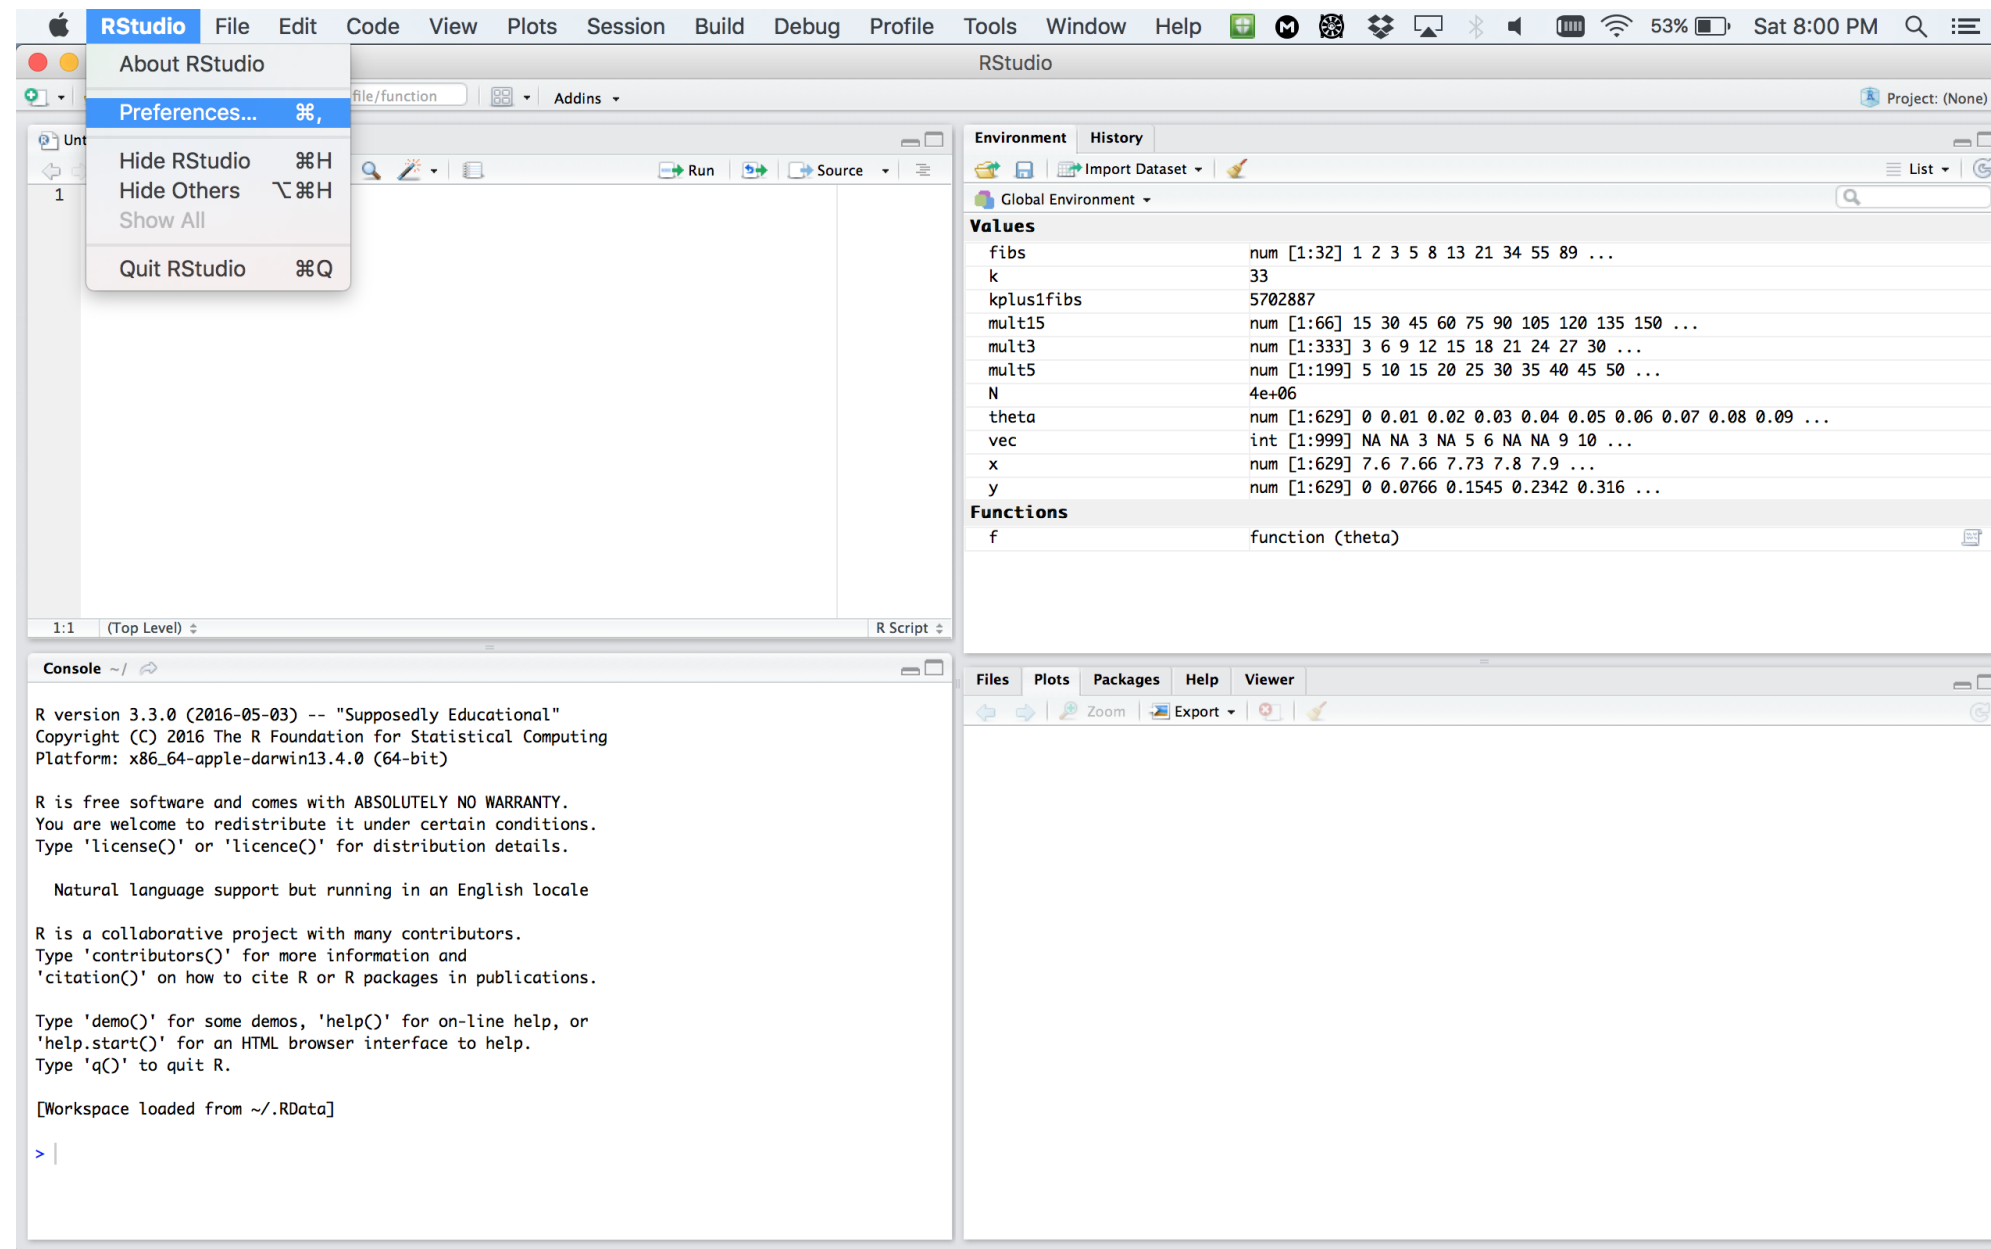 RStudio File Edit Code View Plots Session Build Debug Profile Tools Window Help 53% Sat 8:00 PM
RStudio
About RStudio
Preferences... ⌘,
Hide RStudio ⌘H
Hide Others ⌥⌘H
Show All
Quit RStudio ⌘Q
file/function Addins Project: (None)
Run Source
1
1:1 (Top Level) R Script
Console ~/
R version 3.3.0 (2016-05-03) -- "Supposedly Educational"
Copyright (C) 2016 The R Foundation for Statistical Computing
Platform: x86_64-apple-darwin13.4.0 (64-bit)
R is free software and comes with ABSOLUTELY NO WARRANTY.
You are welcome to redistribute it under certain conditions.
Type 'license()' or 'licence()' for distribution details.
Natural language support but running in an English locale
R is a collaborative project with many contributors.
Type 'contributors()' for more information and
'citation()' on how to cite R or R packages in publications.
Type 'demo()' for some demos, 'help()' for on-line help, or
'help.start()' for an HTML browser interface to help.
Type 'q()' to quit R.
[Workspace loaded from ~/.RData]
>
Environment History
Import Dataset List
Global Environment
Values
fibs num [1:32] 1 2 3 5 8 13 21 34 55 89 ...
k 33
kplus1fibs 5702887
mult15 num [1:66] 15 30 45 60 75 90 105 120 135 150 ...
mult3 num [1:333] 3 6 9 12 15 18 21 24 27 30 ...
mult5 num [1:199] 5 10 15 20 25 30 35 40 45 50 ...
N 4e+06
theta num [1:629] 0 0.01 0.02 0.03 0.04 0.05 0.06 0.07 0.08 0.09 ...
vec int [1:999] NA NA 3 NA 5 6 NA NA 9 10 ...
x num [1:629] 7.6 7.66 7.73 7.8 7.9 ...
y num [1:629] 0 0.0766 0.1545 0.2342 0.316 ...
Functions
f function (theta)
Files Plots Packages Help Viewer
Zoom Export